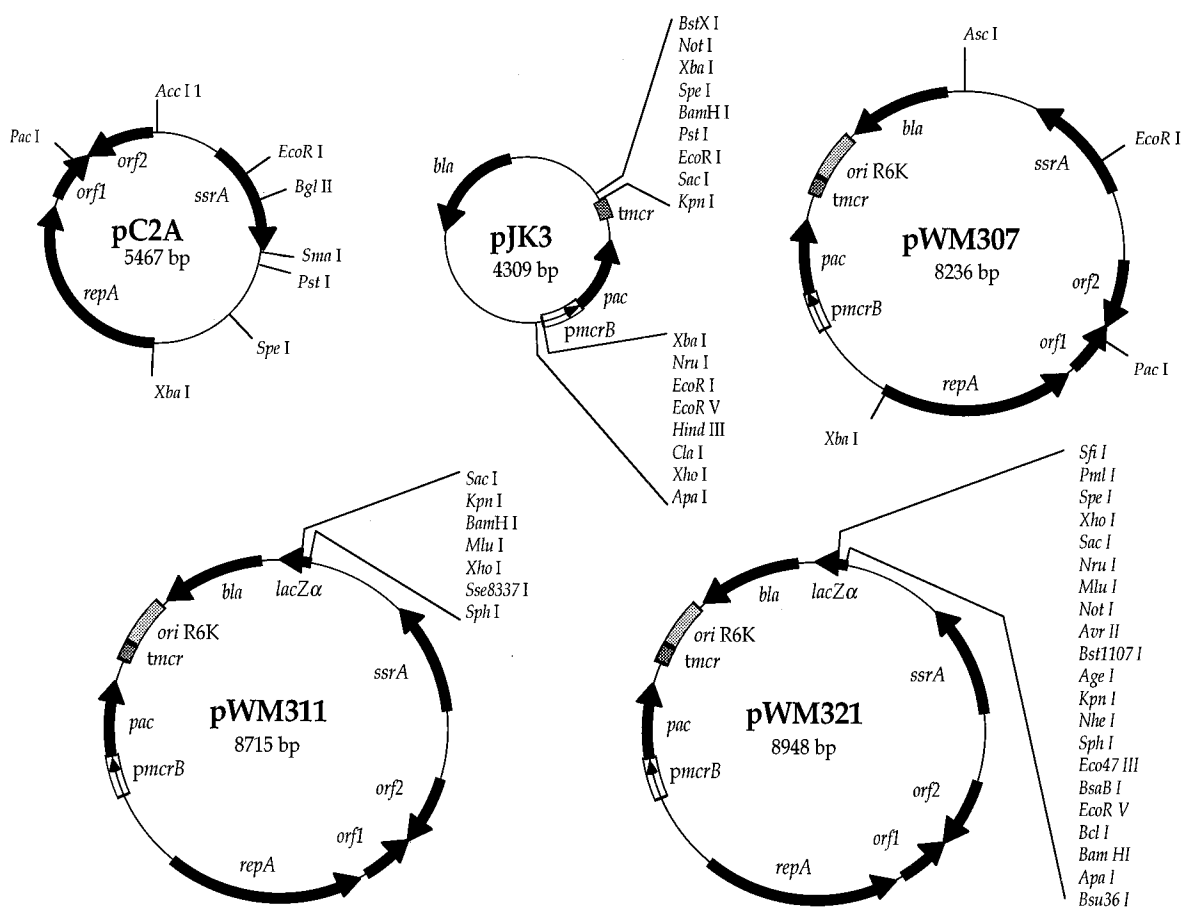 Acc I 1
Pac I
orf2
orf1
EcoR I
ssrA
Bgl II
pC2A
5467 bp
Sma I
Pst I
repA
Spe I
Xba I
BstX I
Not I
Xba I
Spe I
BamH I
Pst I
EcoR I
Sac I
Kpn I
bla
tmcr
pJK3
4309 bp
pac
pmcrB
Xba I
Nru I
EcoR I
EcoR V
Hind III
Cla I
Xho I
Apa I
Asc I
bla
EcoR I
ssrA
ori R6K
tmcr
pWM307
8236 bp
pac
orf2
pmcrB
orf1
Pac I
repA
Xba I
Sac I
Kpn I
BamH I
Mlu I
Xho I
Sse8337 I
Sph I
bla
lacZα
ori R6K
tmcr
ssrA
pWM311
8715 bp
pac
pmcrB
orf2
orf1
repA
Sfi I
Pml I
Spe I
Xho I
Sac I
Nru I
Mlu I
Not I
Avr II
Bst1107 I
Age I
Kpn I
Nhe I
Sph I
Eco47 III
BsaB I
EcoR V
Bcl I
Bam HI
Apa I
Bsu36 I
bla
lacZα
ori R6K
tmcr
ssrA
pWM321
8948 bp
pac
pmcrB
orf2
orf1
repA